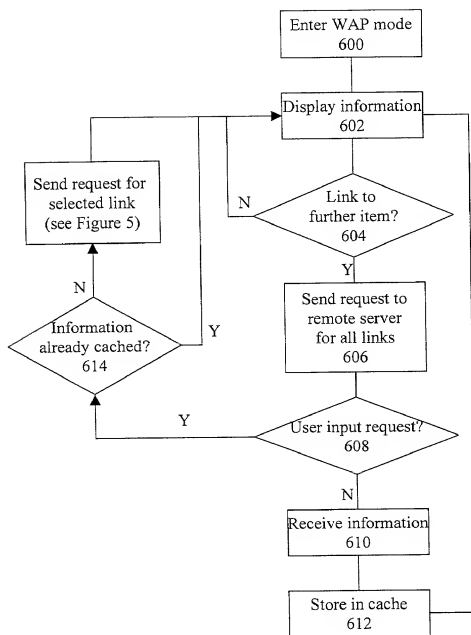 Enter WAP mode
600
Display information
602
Link to
further item?
604
N
Y
Send request to
remote server
for all links
606
User input request?
608
Y
N
Information
already cached?
614
N
Y
Send request for
selected link
(see Figure 5)
Receive information
610
Store in cache
612